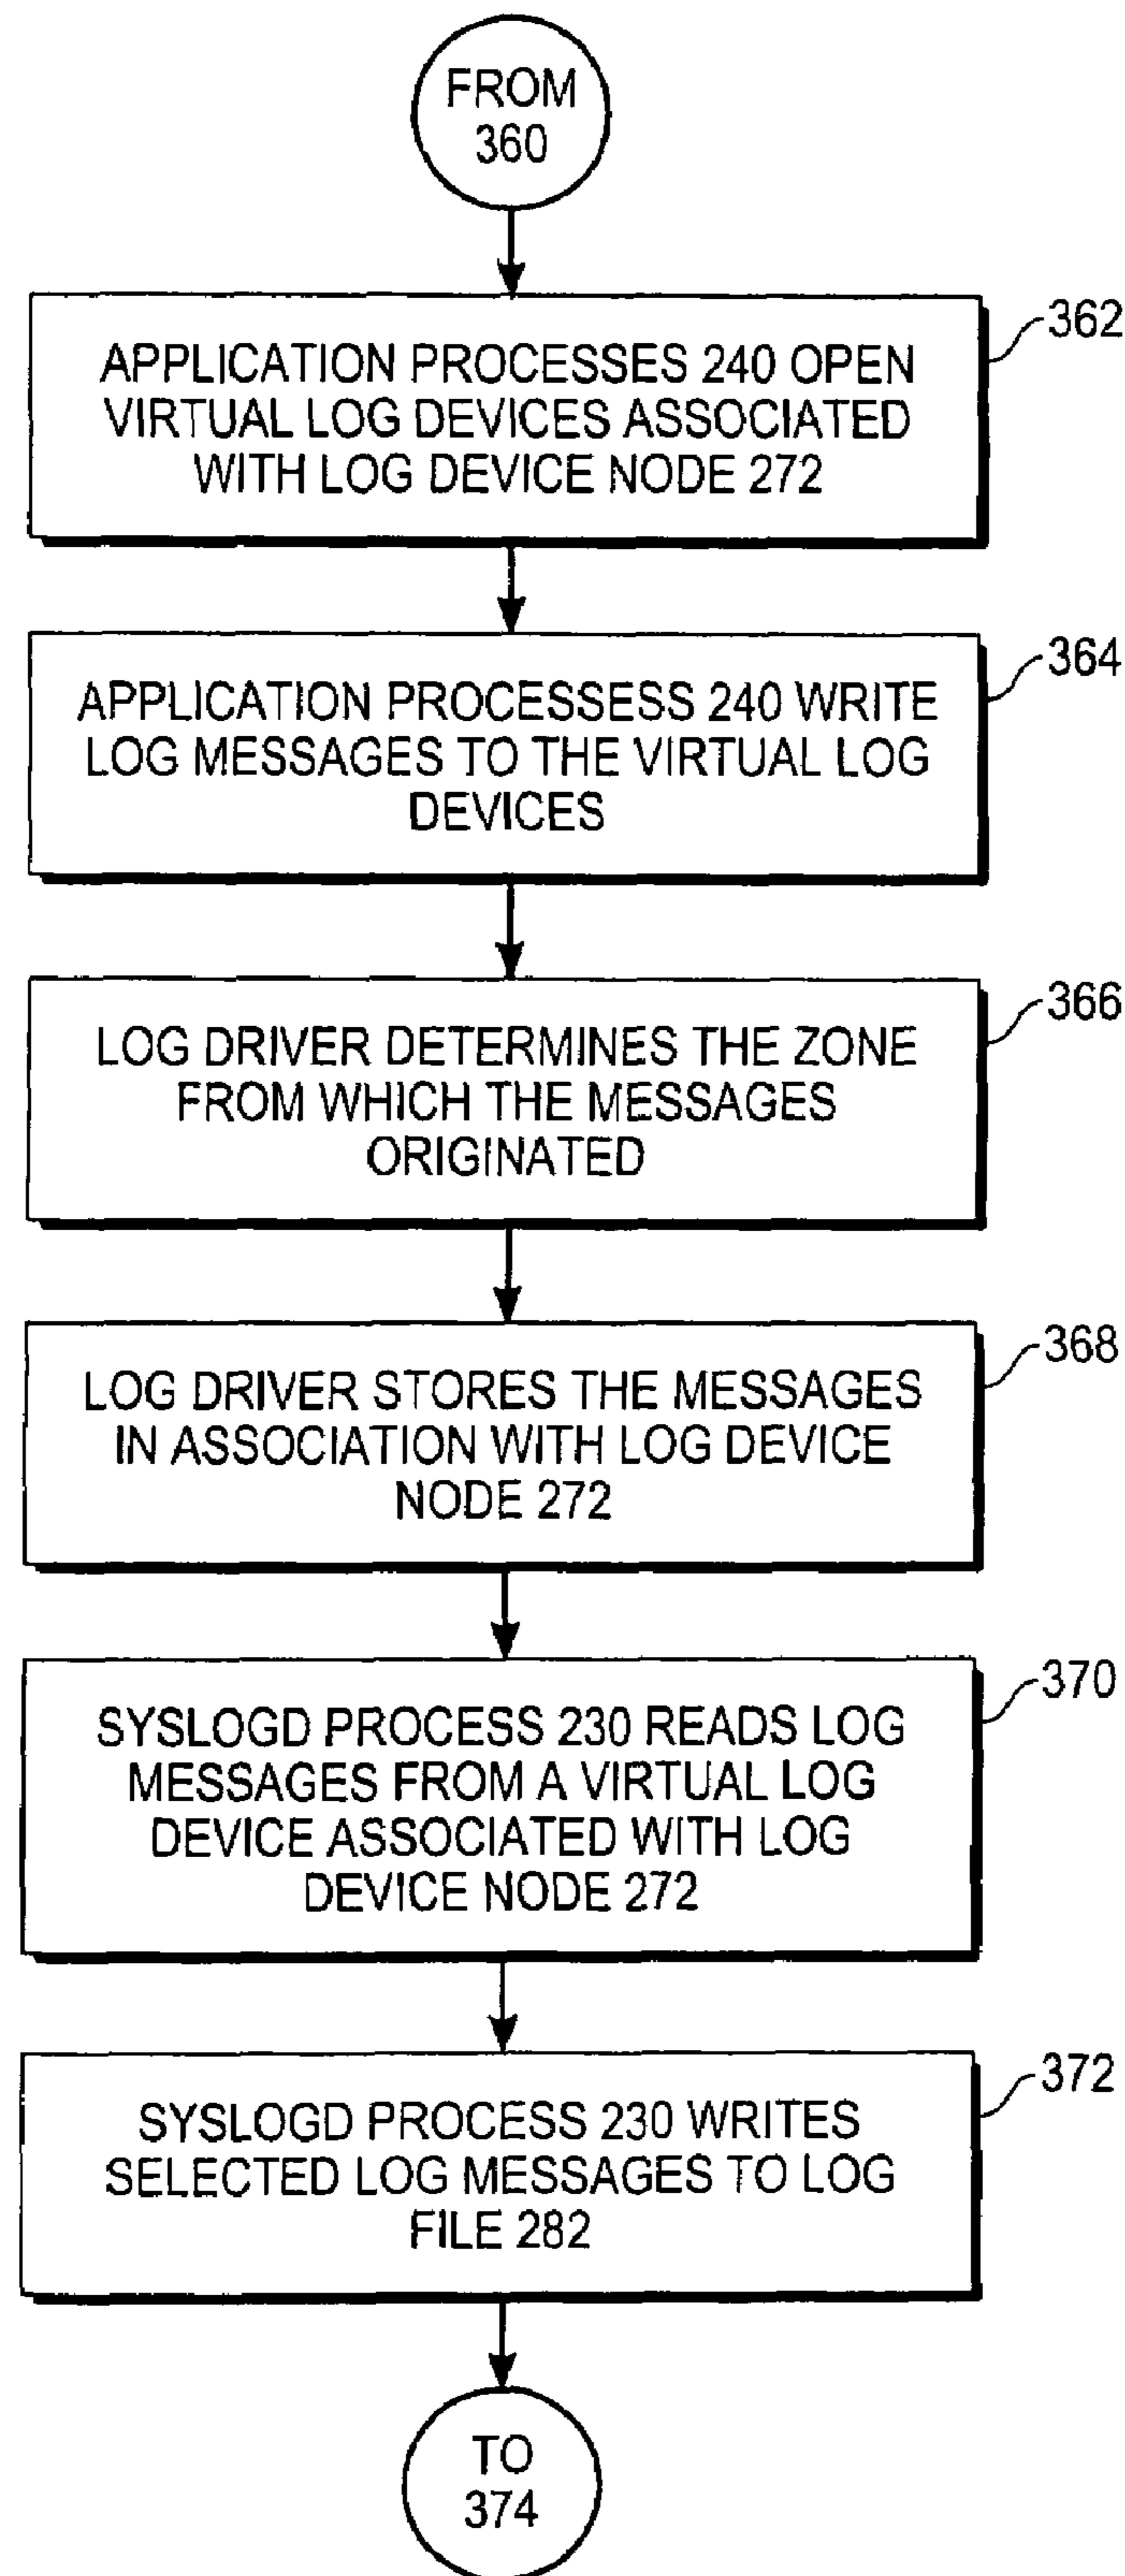 FROM
360
362
APPLICATION PROCESSES 240 OPEN
VIRTUAL LOG DEVICES ASSOCIATED
WITH LOG DEVICE NODE 272
364
APPLICATION PROCESSESS 240 WRITE
LOG MESSAGES TO THE VIRTUAL LOG
DEVICES
366
LOG DRIVER DETERMINES THE ZONE
FROM WHICH THE MESSAGES
ORIGINATED
368
LOG DRIVER STORES THE MESSAGES
IN ASSOCIATION WITH LOG DEVICE
NODE 272
370
SYSLOGD PROCESS 230 READS LOG
MESSAGES FROM A VIRTUAL LOG
DEVICE ASSOCIATED WITH LOG
DEVICE NODE 272
372
SYSLOGD PROCESS 230 WRITES
SELECTED LOG MESSAGES TO LOG
FILE 282
TO
374